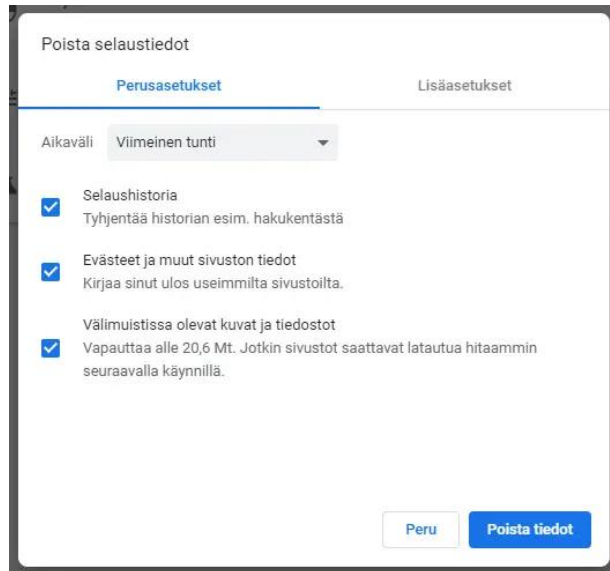 Poista selaustiedot
Perusasetukset Lisäasetukset
Aikaväli Viimeinen tunti
Selaushistoria
Tyhjentää historian esim. hakukentästä
Evästeet ja muut sivuston tiedot
Kirjaa sinut ulos useimmilta sivustoilta.
Välimuistissa olevat kuvat ja tiedostot
Vapauttaa alle 20,6 Mt. Jotkin sivustot saattavat latautua hitaammin
seuraavalla käynnillä.
Peru Poista tiedot